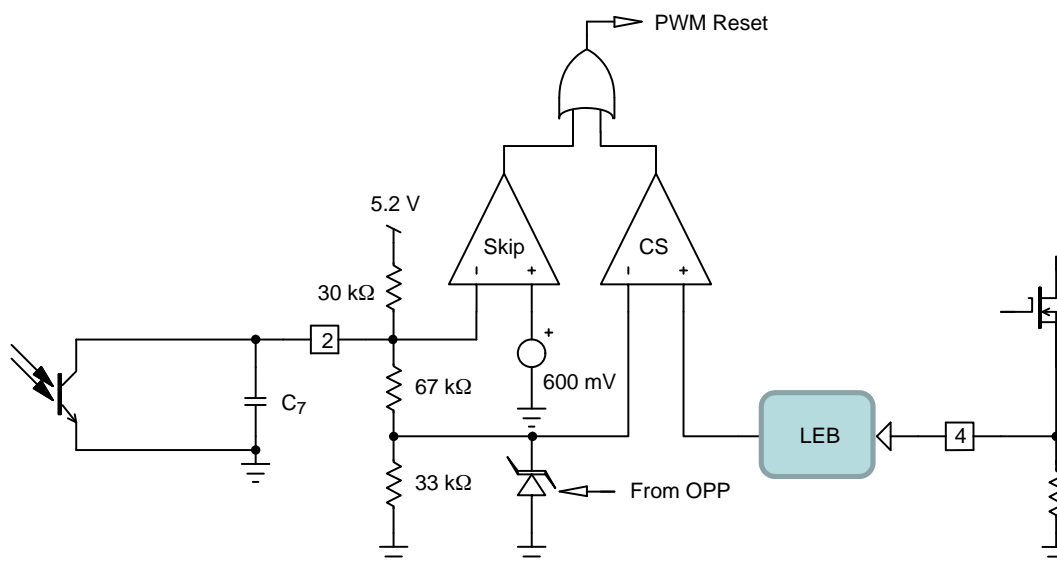 PWM Reset
5.2 V
Skip
CS
30 kΩ
2
600 mV
67 kΩ
C7
LEB
4
33 kΩ
From OPP